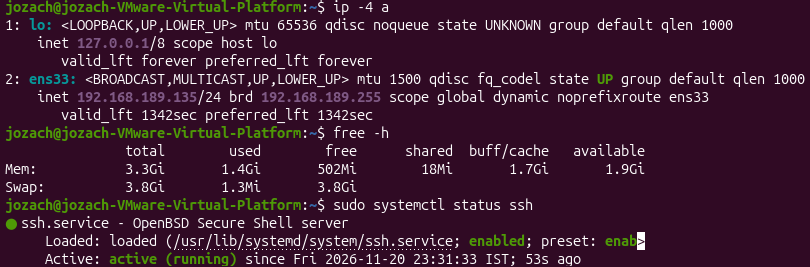 jozach@jozach-VMware-Virtual-Platform:~$ ip -4 a
1: lo: <LOOPBACK,UP,LOWER_UP> mtu 65536 qdisc noqueue state UNKNOWN group default qlen 1000
    inet 127.0.0.1/8 scope host lo
       valid_lft forever preferred_lft forever
2: ens33: <BROADCAST,MULTICAST,UP,LOWER_UP> mtu 1500 qdisc fq_codel state UP group default qlen 1000
    inet 192.168.189.135/24 brd 192.168.189.255 scope global dynamic noprefixroute ens33
       valid_lft 1342sec preferred_lft 1342sec
jozach@jozach-VMware-Virtual-Platform:~$ free -h
               total        used        free      shared  buff/cache   available
Mem:           3.3Gi       1.4Gi       502Mi        18Mi       1.7Gi       1.9Gi
Swap:          3.8Gi       1.3Mi       3.8Gi
jozach@jozach-VMware-Virtual-Platform:~$ sudo systemctl status ssh
● ssh.service - OpenBSD Secure Shell server
     Loaded: loaded (/usr/lib/systemd/system/ssh.service; enabled; preset: enab>
     Active: active (running) since Fri 2026-11-20 23:31:33 IST; 53s ago